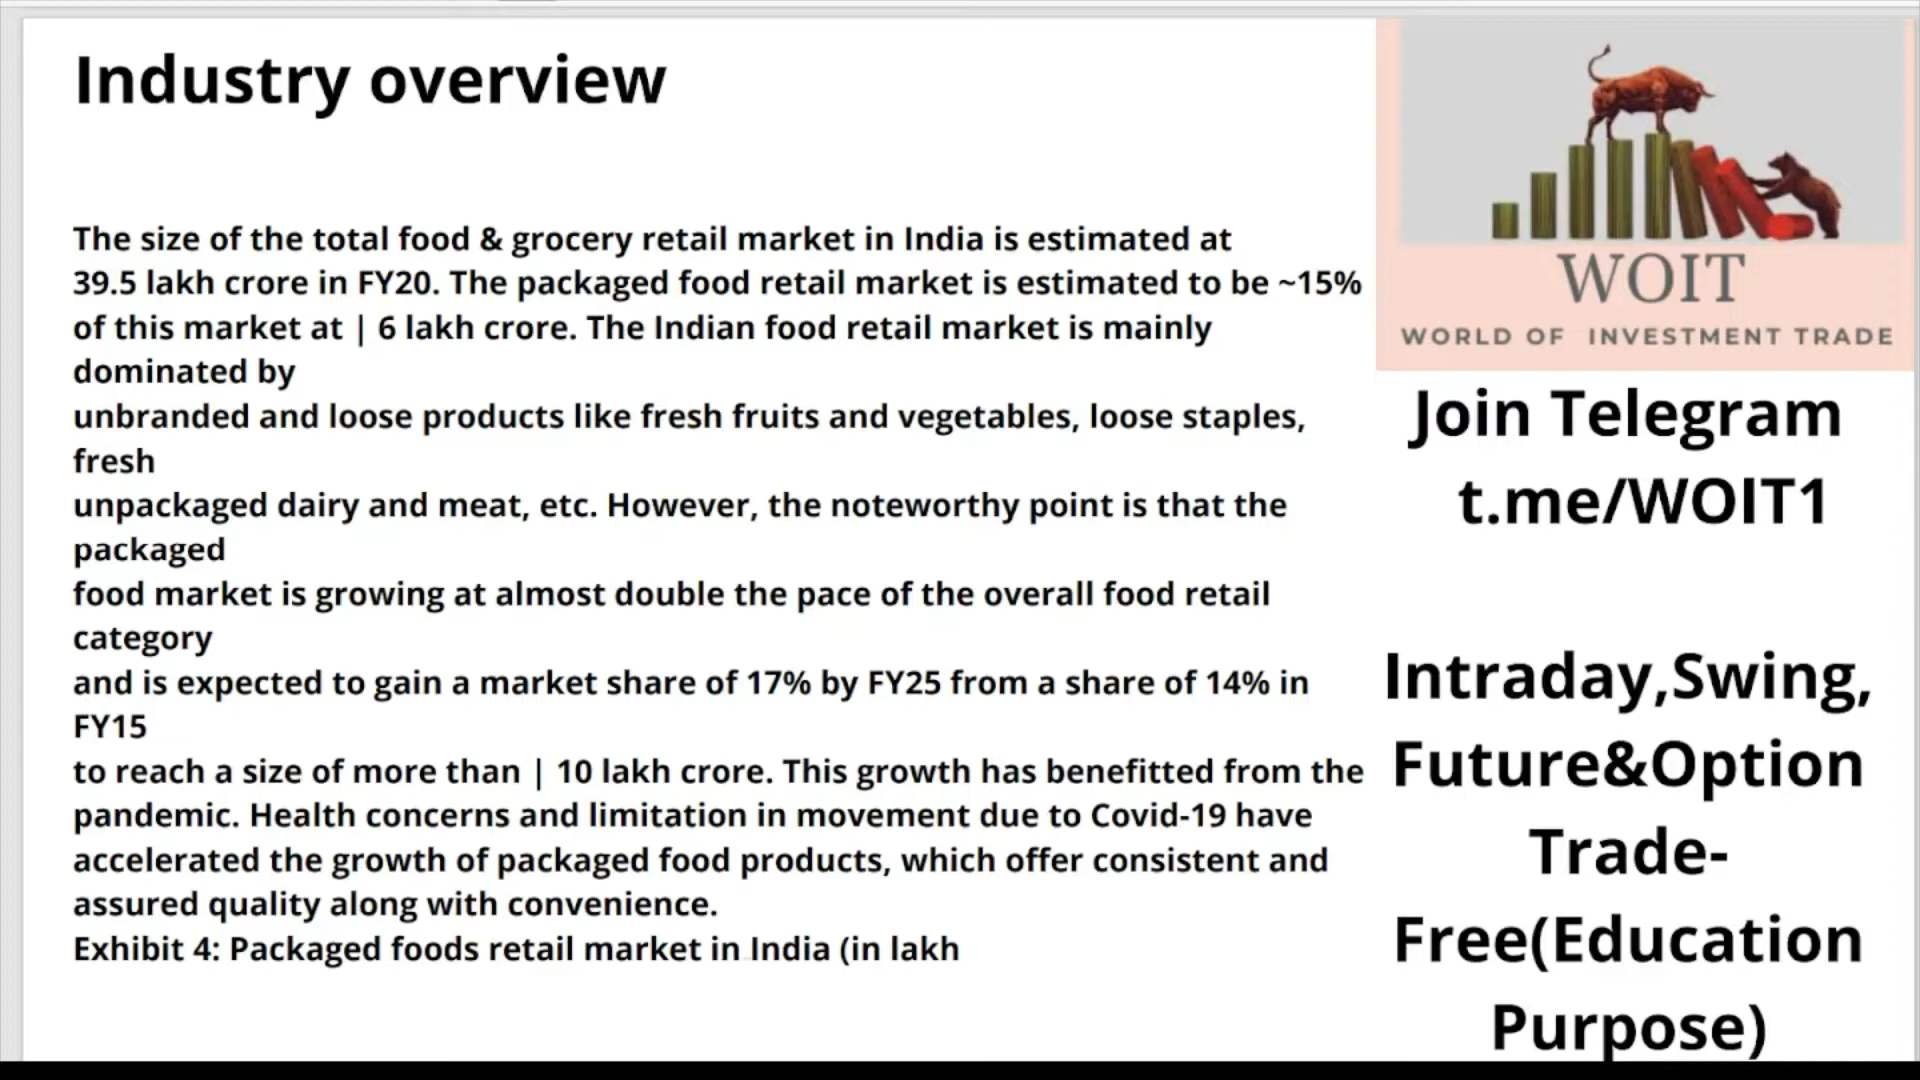 Industry overview
The size of the total food & grocery retail market in India is estimated at
39.5 lakh crore in FY20. The packaged food retail market is estimated to be ~15%
of this market at | 6 lakh crore. The Indian food retail market is mainly
dominated by
unbranded and loose products like fresh fruits and vegetables, loose staples,
fresh
unpackaged dairy and meat, etc. However, the noteworthy point is that the
packaged
food market is growing at almost double the pace of the overall food retail
category
and is expected to gain a market share of 17% by FY25 from a share of 14% in
FY15
to reach a size of more than | 10 lakh crore. This growth has benefitted from the
pandemic. Health concerns and limitation in movement due to Covid-19 have
accelerated the growth of packaged food products, which offer consistent and
assured quality along with convenience.
Exhibit 4: Packaged foods retail market in India (in lakh
WOIT
WORLD OF INVESTMENT TRADE
Join Telegram
t.me/WOIT1
Intraday,Swing,
Future&Option
Trade-
Free(Education
Purpose)